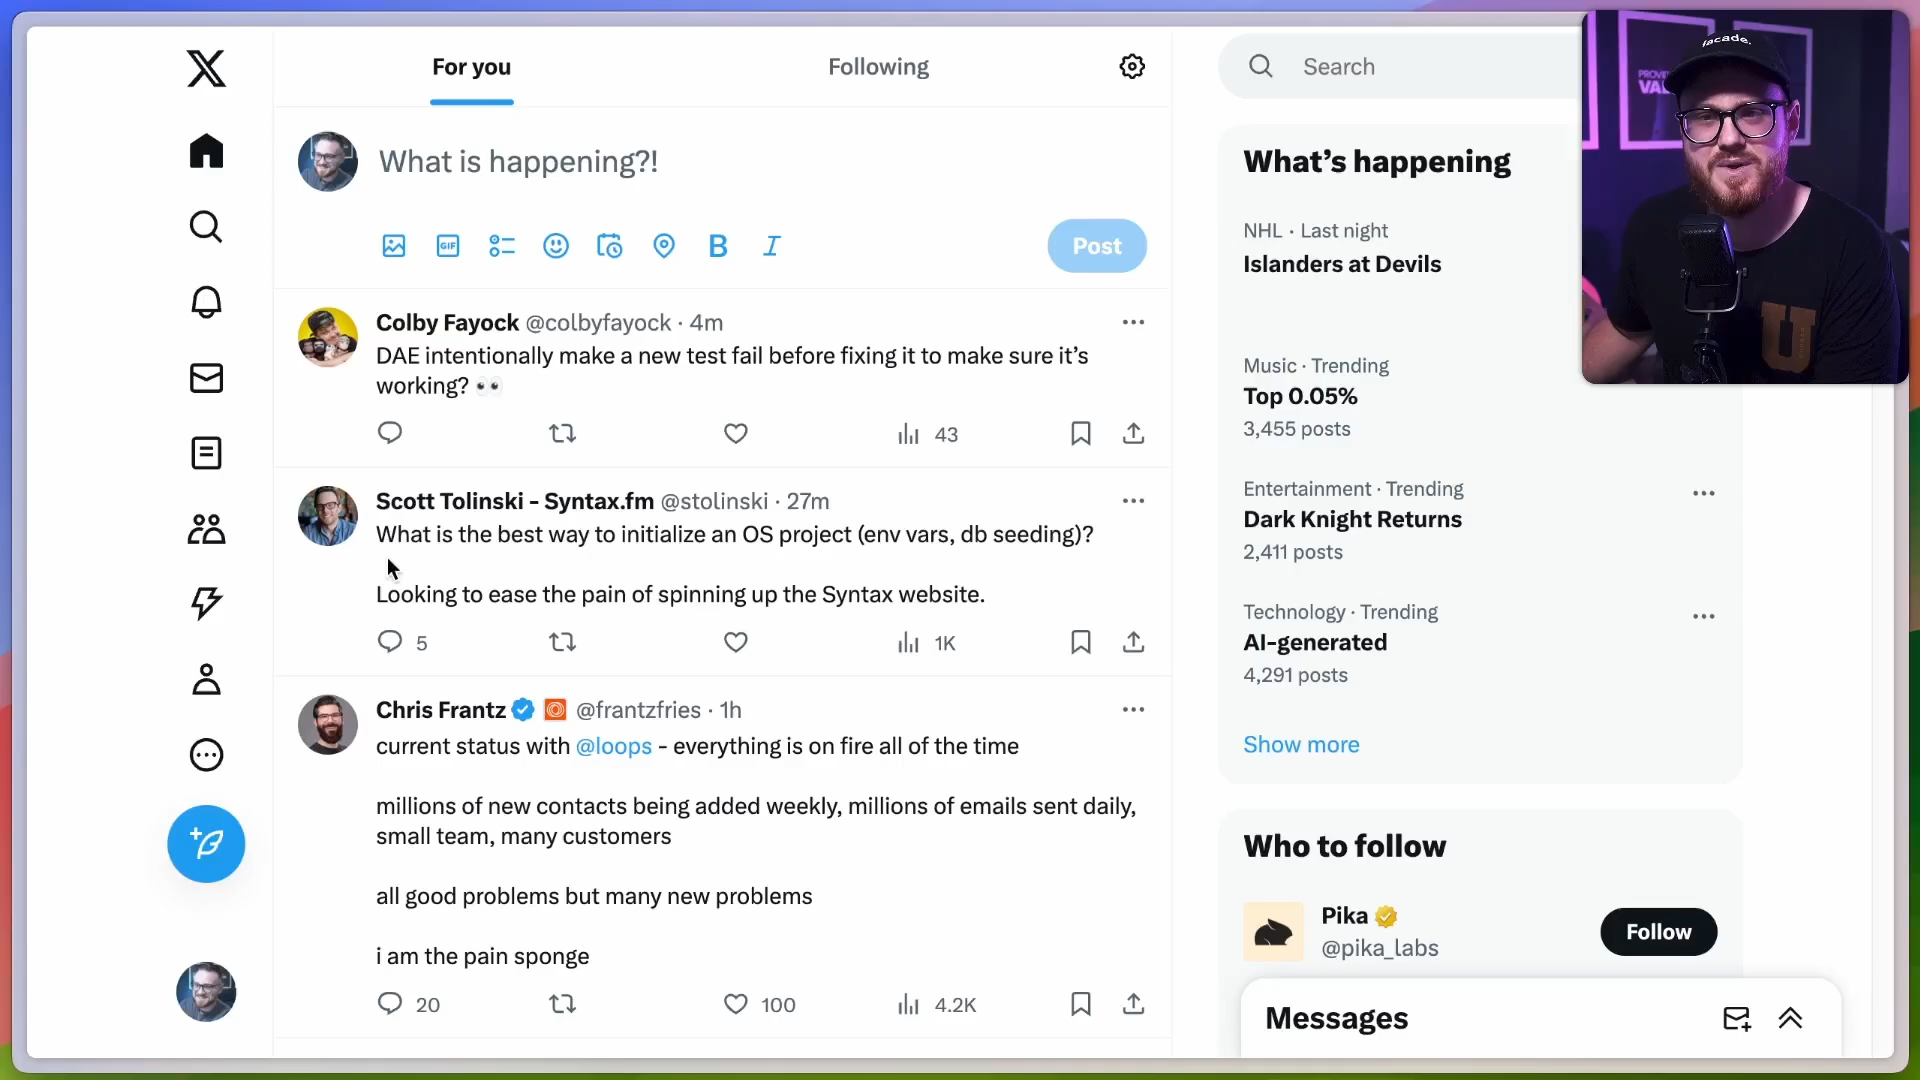 For you
Following
Search
What is happening?!
GIF
B
I
Post
Colby Fayock @colbyfayock · 4m
DAE intentionally make a new test fail before fixing it to make sure it’s
working? 👀
43
Scott Tolinski - Syntax.fm @stolinski · 27m
What is the best way to initialize an OS project (env vars, db seeding)?
Looking to ease the pain of spinning up the Syntax website.
5
1K
Chris Frantz @frantzfries · 1h
current status with @loops - everything is on fire all of the time
millions of new contacts being added weekly, millions of emails sent daily,
small team, many customers
all good problems but many new problems
i am the pain sponge
20
100
4.2K
What’s happening
NHL · Last night
Islanders at Devils
Music · Trending
Top 0.05%
3,455 posts
Entertainment · Trending
Dark Knight Returns
2,411 posts
Technology · Trending
AI-generated
4,291 posts
Show more
Who to follow
Pika
@pika_labs
Follow
Messages
facade.
U